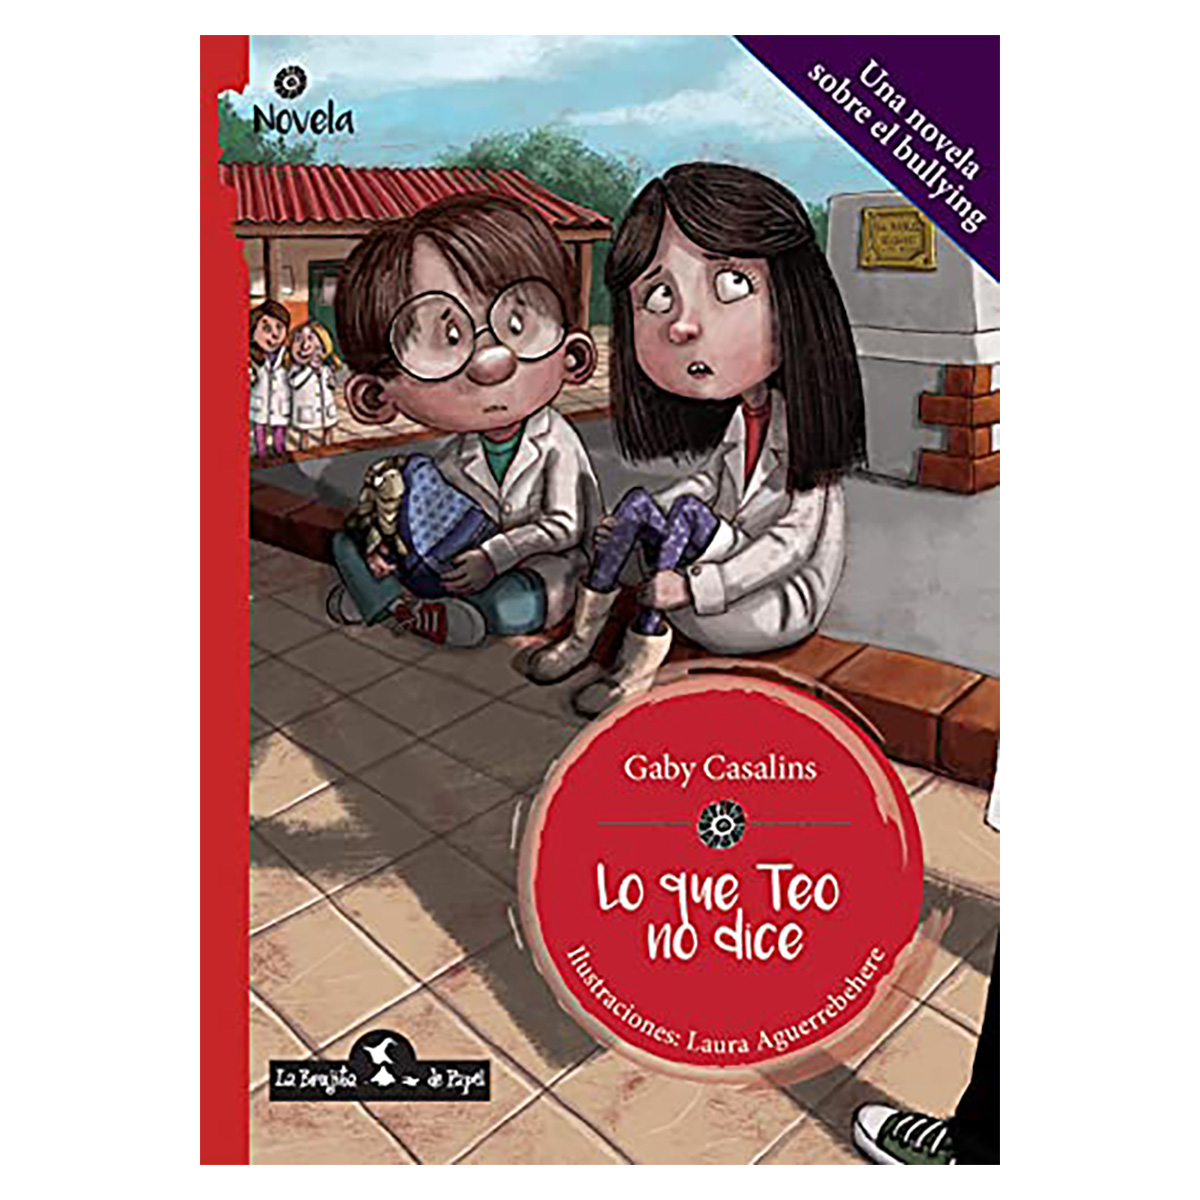 Novela
Una novela
sobre el bullying
Gaby Casalins
Lo que Teo
no dice
Ilustraciones: Laura Aguerrebehere
La Brujita de Papel